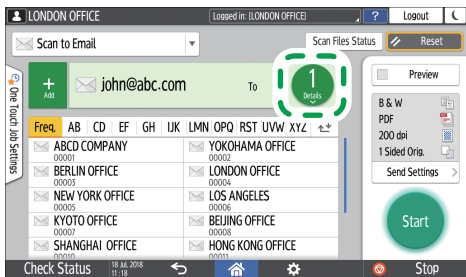 LONDON OFFICE
Logged in: [LONDON OFFICE]
?
Logout
Scan to Email
Scan Files Status
Reset
One Touch Job Settings
+
Add
john@abc.com
To
1
Details
Preview
B & W
PDF
200 dpi
1 Sided Orig.
Send Settings
Start
Freq. AB CD EF GH IJK LMN OPQ RST UVW XYZ
ABCD COMPANY
00001
YOKOHAMA OFFICE
00002
BERLIN OFFICE
00003
LONDON OFFICE
00004
NEW YORK OFFICE
00005
LOS ANGELES
00006
KYOTO OFFICE
00007
BEIJING OFFICE
00008
SHANGHAI OFFICE
00010
HONG KONG OFFICE
00011
Check Status
18 Jul. 2018
11:18
Stop